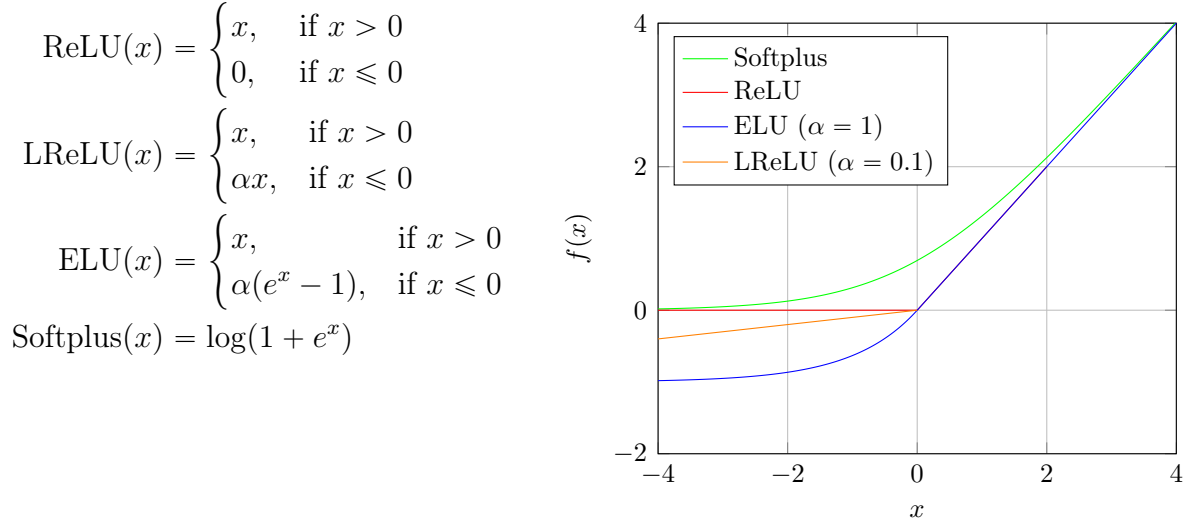 ReLU(x) = { x, if x > 0
0, if x ⩽ 0
LReLU(x) = { x, if x > 0
αx, if x ⩽ 0
ELU(x) = { x, if x > 0
α(e^x − 1), if x ⩽ 0
Softplus(x) = log(1 + e^x)
4
Softplus
ReLU
ELU (α = 1)
LReLU (α = 0.1)
2
f(x)
0
−2
−4 −2 0 2 4
x